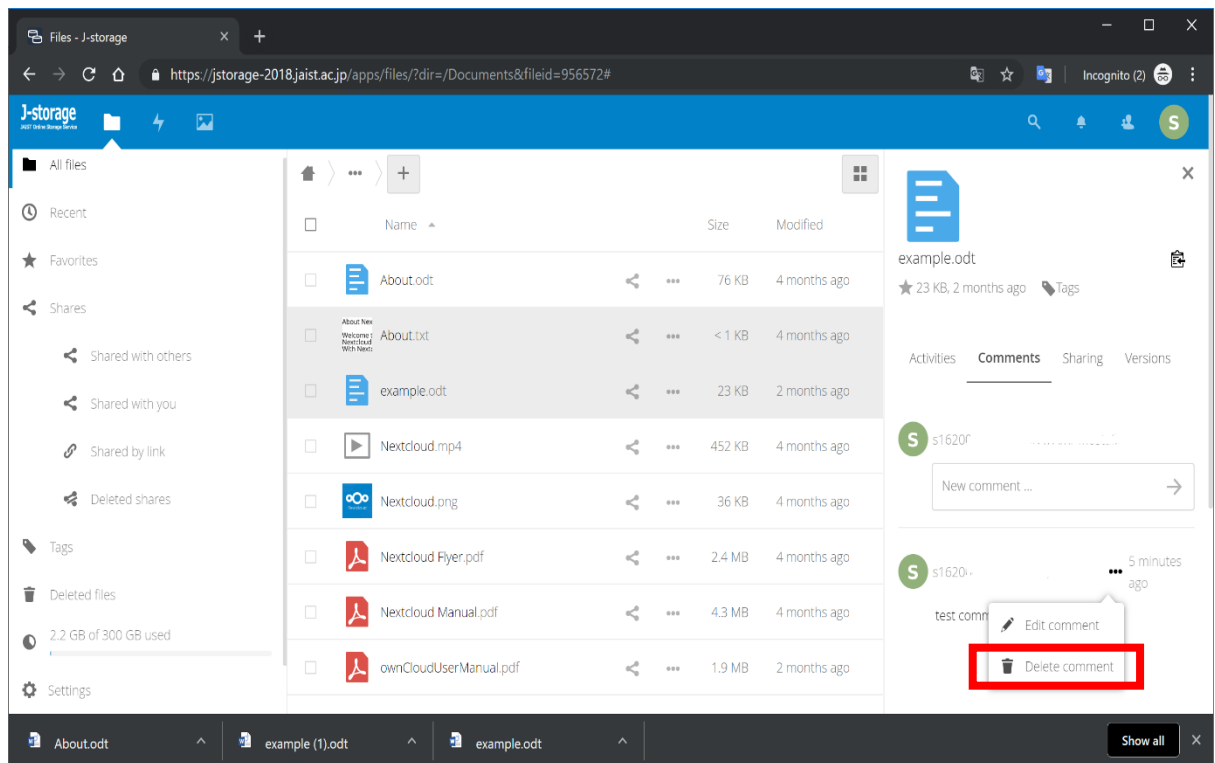 Files - J-storage
https://jstorage-2018.jaist.ac.jp/apps/files/?dir=/Documents&fileid=956572#
Incognito (2)
J-storage
JAIST Online Storage Service
S
All files
Recent
Favorites
Shares
Shared with others
Shared with you
Shared by link
Deleted shares
Tags
Deleted files
2.2 GB of 300 GB used
Settings
Name Size Modified
About.odt 76 KB 4 months ago
About.txt < 1 KB 4 months ago
example.odt 23 KB 2 months ago
Nextcloud.mp4 452 KB 4 months ago
Nextcloud.png 36 KB 4 months ago
Nextcloud Flyer.pdf 2.4 MB 4 months ago
Nextcloud Manual.pdf 4.3 MB 4 months ago
ownCloudUserManual.pdf 1.9 MB 2 months ago
example.odt
23 KB, 2 months ago Tags
Activities Comments Sharing Versions
S
New comment ...
S 5 minutes
ago
test
Edit comment
Delete comment
About.odt example (1).odt example.odt Show all